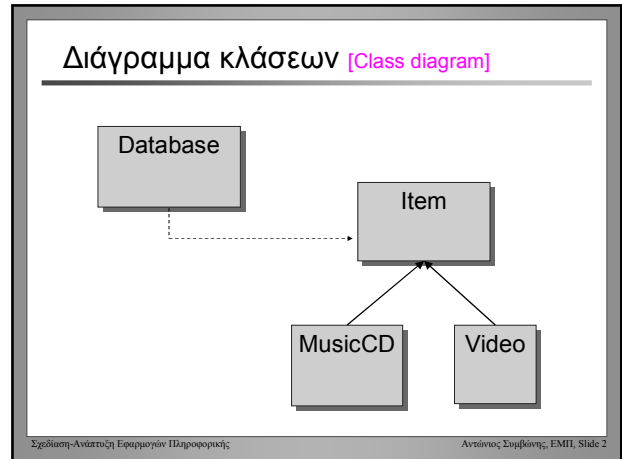 Διάγραμμα κλάσεων [Class diagram]
Database
Item
MusicCD
Video
Σχεδίαση-Ανάπτυξη Εφαρμογών Πληροφορικής
Αντώνιος Συμβώνης, ΕΜΠ, Slide 2